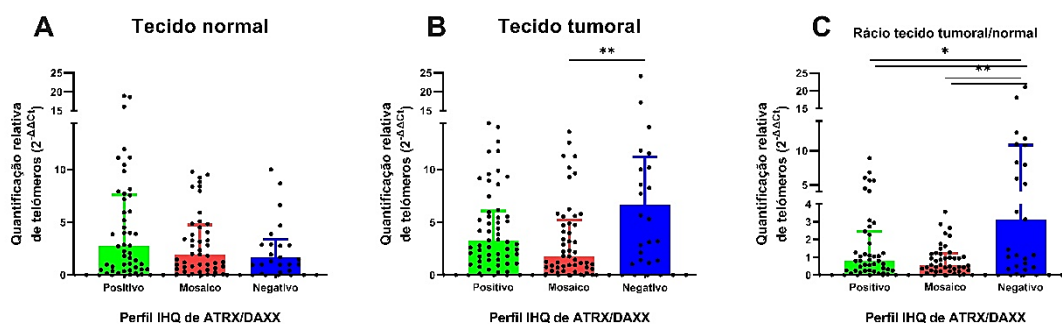 A
Tecido normal
Quantificação relativa
de telómeros (2^-ΔΔCt)
25
20
15
10
5
0
Positivo
Mosaico
Negativo
Perfil IHQ de ATRX/DAXX
B
Tecido tumoral
**
Quantificação relativa
de telómeros (2^-ΔΔCt)
25
20
15
10
5
0
Positivo
Mosaico
Negativo
Perfil IHQ de ATRX/DAXX
C
Rácio tecido tumoral/normal
*
**
Quantificação relativa
de telómeros (2^-ΔΔCt)
25
20
15
10
5
4
3
2
1
0
Positivo
Mosaico
Negativo
Perfil IHQ de ATRX/DAXX